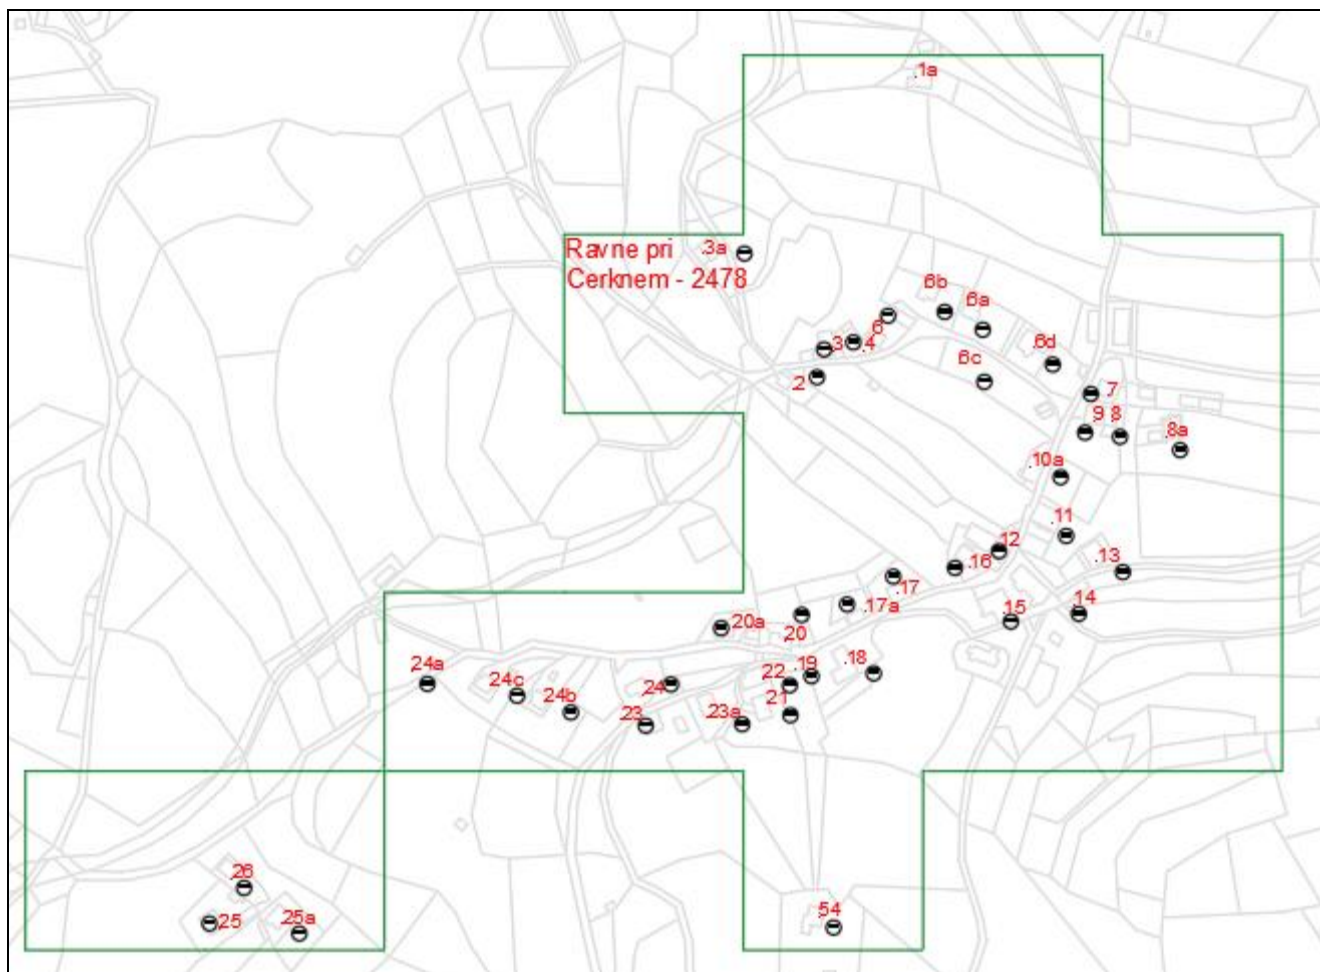 .1a
Ravne pri
Cerknem - 2478
.3a
6b
6a
6
.3
.4
.6d
6c
.2
.7
.9
8
.8a
.10a
.11
12
.16
.13
.17
.17a
14
.15
.20a
20
.19
.18
24a
24c
24b
24
22
21
.23
.23a
.26
.25
25a
.54